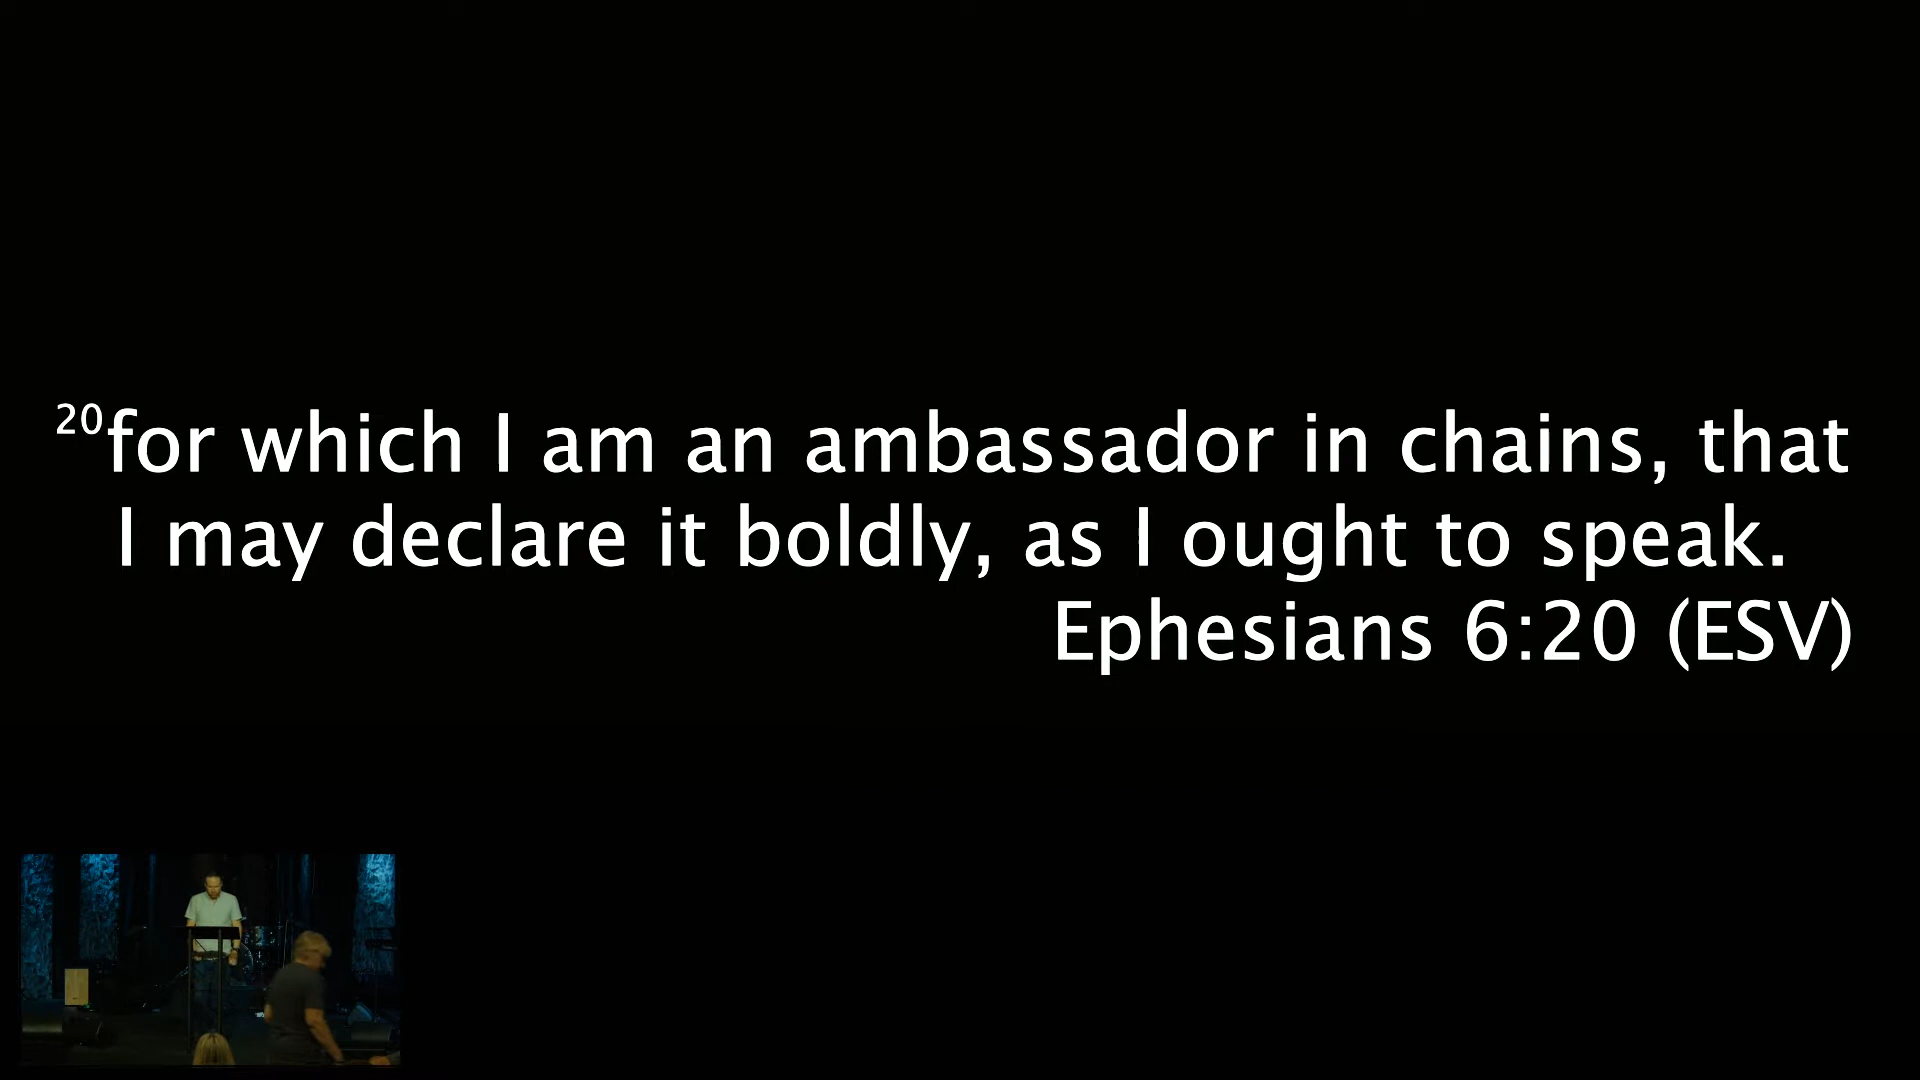 20for which I am an ambassador in chains, that
I may declare it boldly, as I ought to speak.
Ephesians 6:20 (ESV)